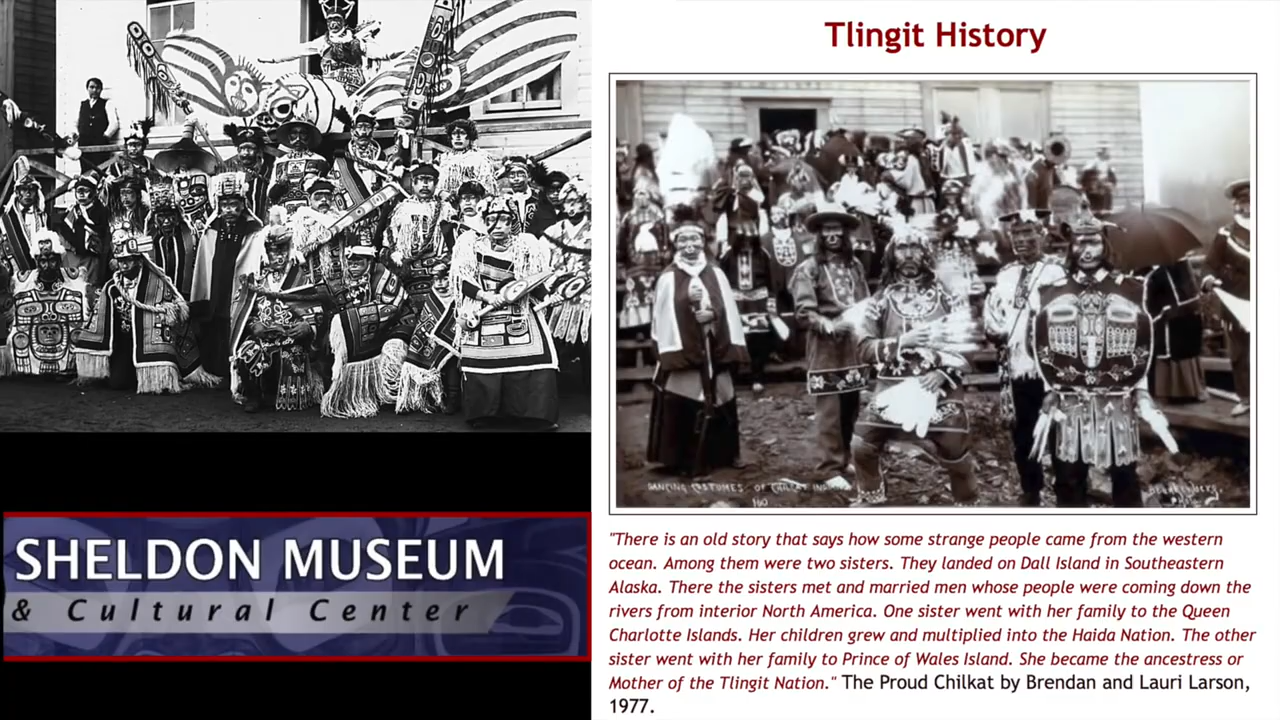 Tlingit History
DANCING COSTUMES OF CHILCAT INDIANS
SHELDON MUSEUM
& Cultural Center
"There is an old story that says how some strange people came from the western
ocean. Among them were two sisters. They landed on Dall Island in Southeastern
Alaska. There the sisters met and married men whose people were coming down the
rivers from interior North America. One sister went with her family to the Queen
Charlotte Islands. Her children grew and multiplied into the Haida Nation. The other
sister went with her family to Prince of Wales Island. She became the ancestress or
Mother of the Tlingit Nation." The Proud Chilkat by Brendan and Lauri Larson,
1977.